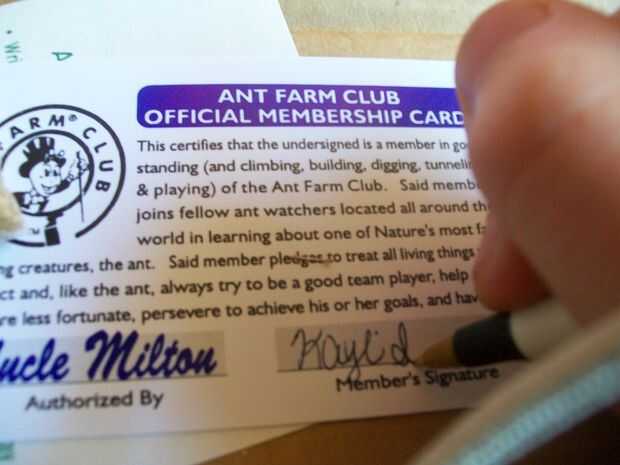 ANT FARM CLUB
OFFICIAL MEMBERSHIP CARD
FARM® CLUB
TM
This certifies that the undersigned is a member in
standing (and climbing, building, digging,
& playing) of the Ant Farm Club. Said
joins fellow ant watchers located all around
world in learning about one of Nature's most
creatures, the ant. Said member pledges to treat all living things
and, like the ant, always try to be a good team player, help
less fortunate, persevere to achieve his or her goals, and
Uncle Milton
Authorized By
Member's Signature